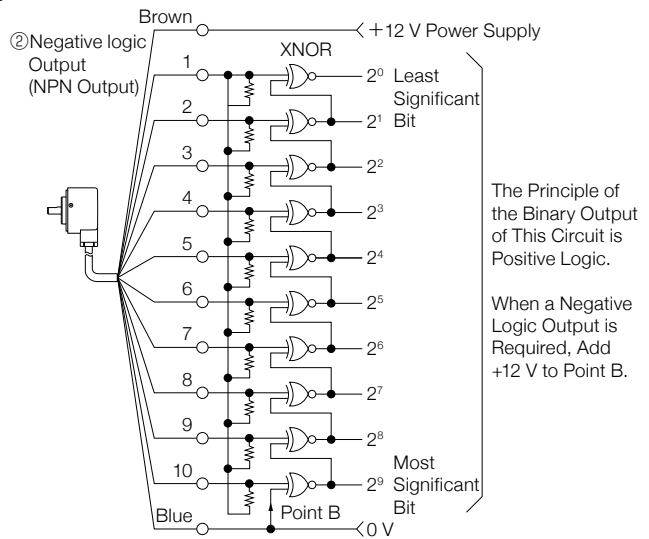 Brown
+12 V Power Supply
②Negative logic
Output
(NPN Output)
XNOR
1
2⁰ Least
Significant
Bit
2
2¹
3
2²
4
2³
5
2⁴
6
2⁵
7
2⁶
8
2⁷
9
2⁸
10
2⁹ Most
Significant
Bit
Blue
Point B
0 V
The Principle of
the Binary Output
of This Circuit is
Positive Logic.
When a Negative
Logic Output is
Required, Add
+12 V to Point B.